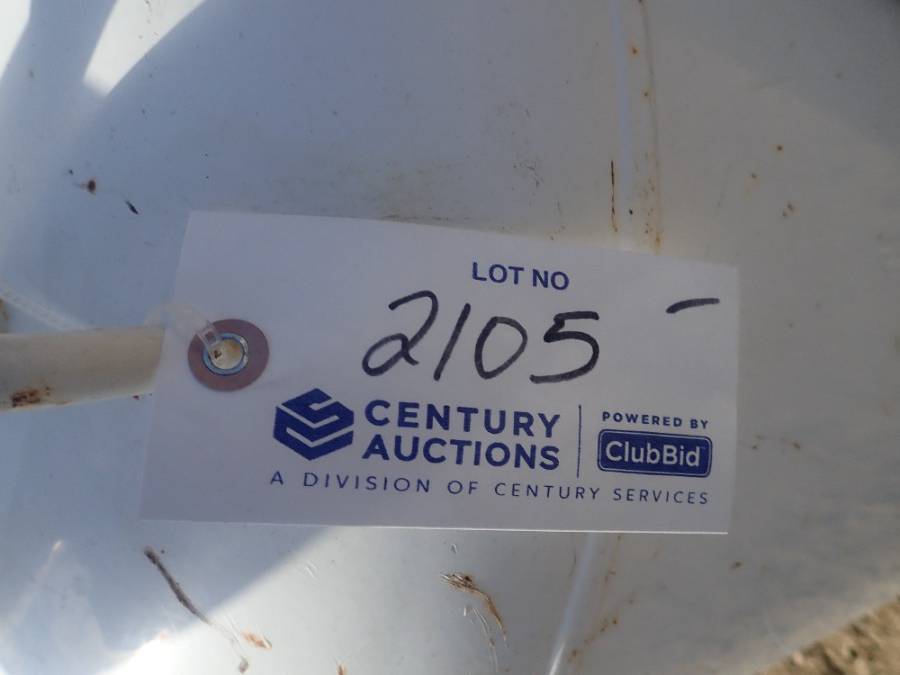 LOT NO
2105 -
CENTURY
AUCTIONS
POWERED BY
ClubBid
A DIVISION OF CENTURY SERVICES